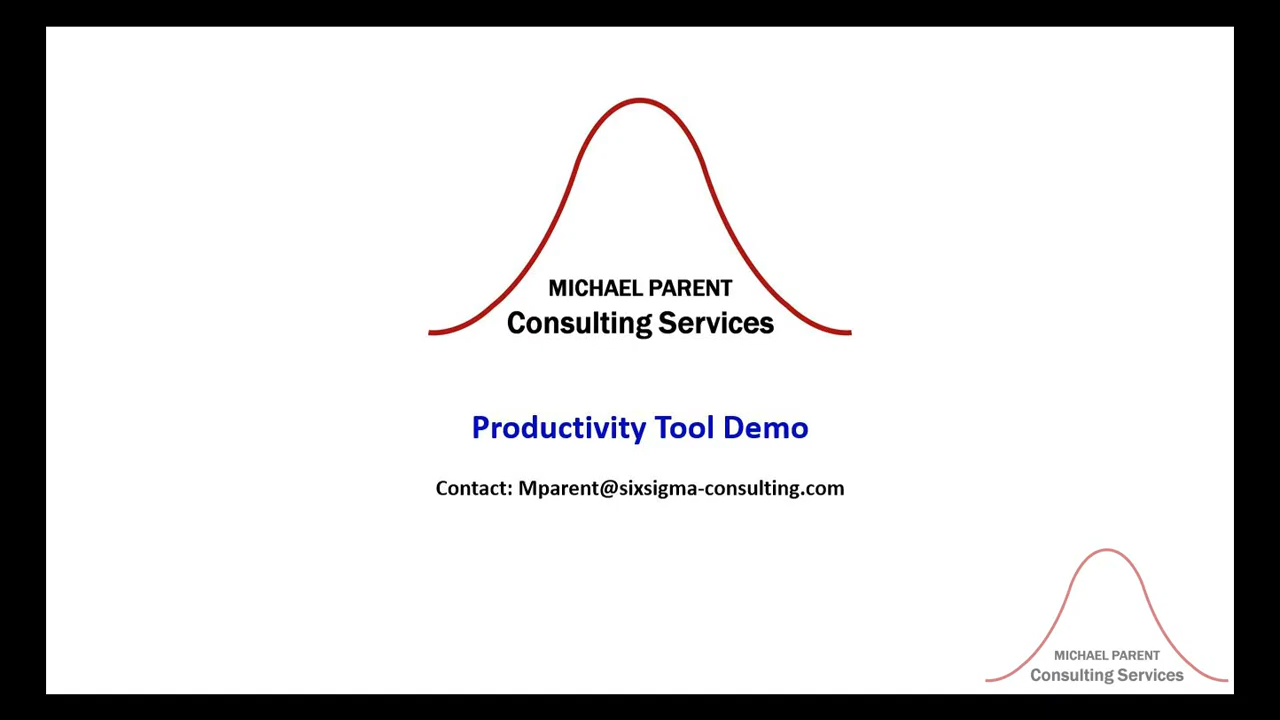 MICHAEL PARENT
Consulting Services
Productivity Tool Demo
Contact: Mparent@sixsigma-consulting.com
MICHAEL PARENT
Consulting Services